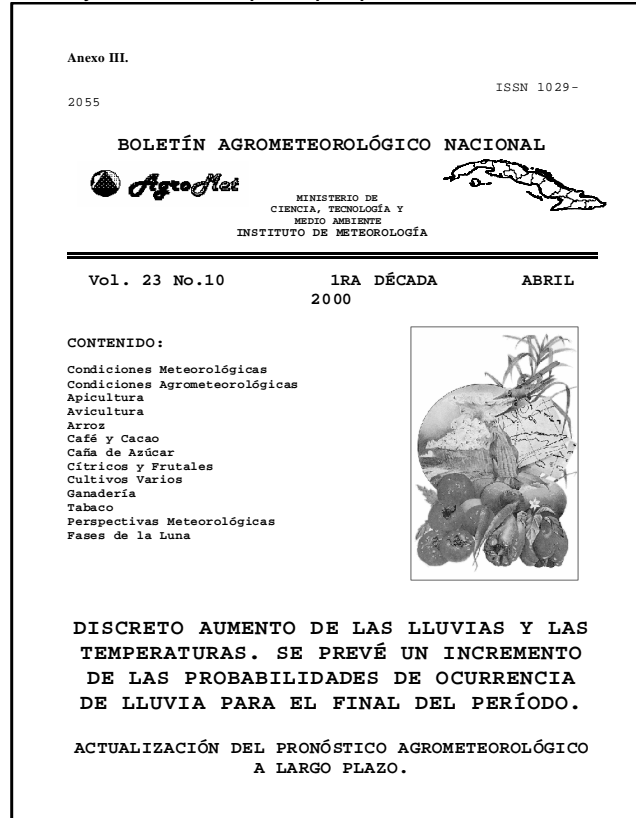 Anexo III.
ISSN 1029-
2055
BOLETÍN AGROMETEOROLÓGICO NACIONAL
AgroMet
MINISTERIO DE
CIENCIA, TECNOLOGÍA Y
MEDIO AMBIENTE
INSTITUTO DE METEOROLOGÍA
Vol. 23 No.10 1RA DÉCADA ABRIL
2000
CONTENIDO:
Condiciones Meteorológicas
Condiciones Agrometeorológicas
Apicultura
Avicultura
Arroz
Café y Cacao
Caña de Azúcar
Cítricos y Frutales
Cultivos Varios
Ganadería
Tabaco
Perspectivas Meteorológicas
Fases de la Luna
DISCRETO AUMENTO DE LAS LLUVIAS Y LAS
TEMPERATURAS. SE PREVÉ UN INCREMENTO
DE LAS PROBABILIDADES DE OCURRENCIA
DE LLUVIA PARA EL FINAL DEL PERÍODO.
ACTUALIZACIÓN DEL PRONÓSTICO AGROMETEOROLÓGICO
A LARGO PLAZO.